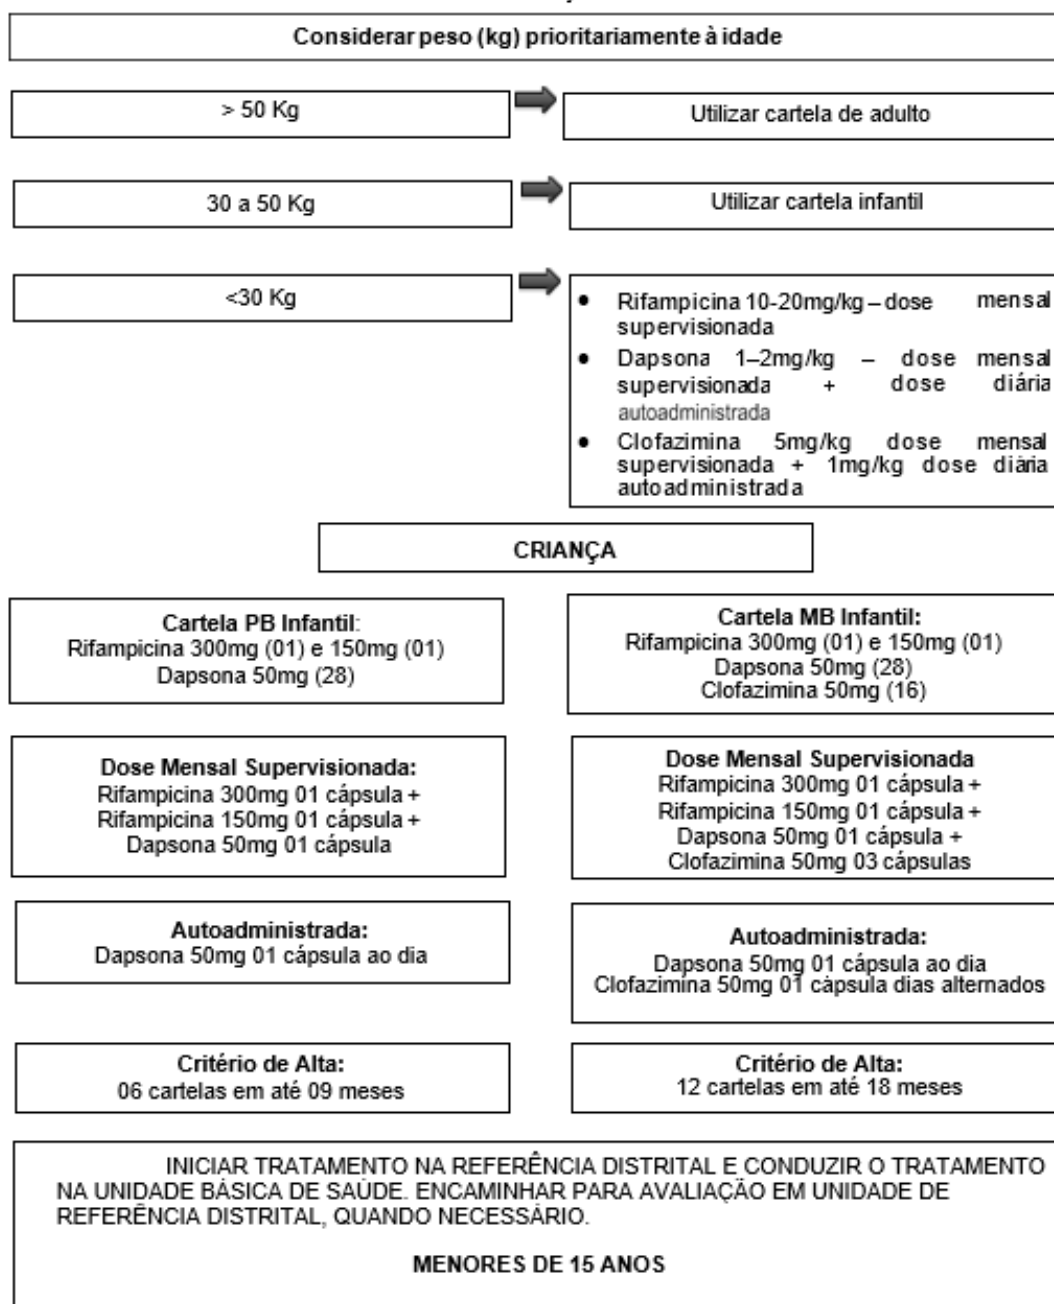 Considerar peso (kg) prioritariamente à idade
> 50 Kg
Utilizar cartela de adulto
30 a 50 Kg
Utilizar cartela infantil
<30 Kg
● Rifampicina 10-20mg/kg – dose mensal
supervisionada
● Dapsona 1–2mg/kg – dose mensal
supervisionada + dose diária
autoadministrada
● Clofazimina 5mg/kg dose mensal
supervisionada + 1mg/kg dose diária
autoadministrada
CRIANÇA
Cartela PB Infantil:
Rifampicina 300mg (01) e 150mg (01)
Dapsona 50mg (28)
Cartela MB Infantil:
Rifampicina 300mg (01) e 150mg (01)
Dapsona 50mg (28)
Clofazimina 50mg (16)
Dose Mensal Supervisionada:
Rifampicina 300mg 01 cápsula +
Rifampicina 150mg 01 cápsula +
Dapsona 50mg 01 cápsula
Dose Mensal Supervisionada
Rifampicina 300mg 01 cápsula +
Rifampicina 150mg 01 cápsula +
Dapsona 50mg 01 cápsula +
Clofazimina 50mg 03 cápsulas
Autoadministrada:
Dapsona 50mg 01 cápsula ao dia
Autoadministrada:
Dapsona 50mg 01 cápsula ao dia
Clofazimina 50mg 01 cápsula dias alternados
Critério de Alta:
06 cartelas em até 09 meses
Critério de Alta:
12 cartelas em até 18 meses
INICIAR TRATAMENTO NA REFERÊNCIA DISTRITAL E CONDUZIR O TRATAMENTO
NA UNIDADE BÁSICA DE SAÚDE. ENCAMINHAR PARA AVALIAÇÃO EM UNIDADE DE
REFERÊNCIA DISTRITAL, QUANDO NECESSÁRIO.
MENORES DE 15 ANOS